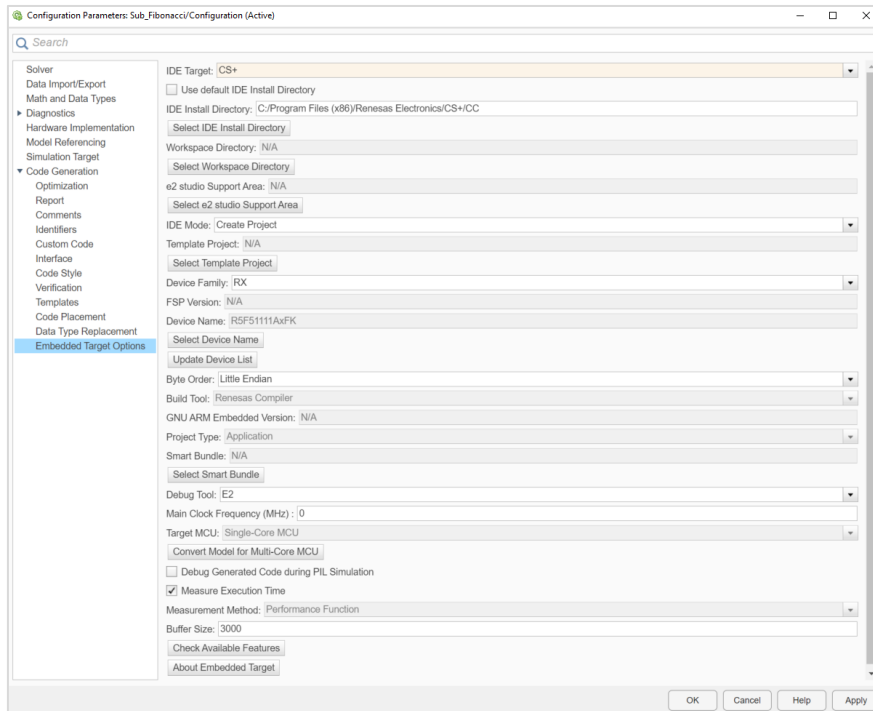 Configuration Parameters: Sub_Fibonacci/Configuration (Active)
Search
Solver
Data Import/Export
Math and Data Types
Diagnostics
Hardware Implementation
Model Referencing
Simulation Target
Code Generation
Optimization
Report
Comments
Identifiers
Custom Code
Interface
Code Style
Verification
Templates
Code Placement
Data Type Replacement
Embedded Target Options
IDE Target: CS+
Use default IDE Install Directory
IDE Install Directory: C:/Program Files (x86)/Renesas Electronics/CS+/CC
Select IDE Install Directory
Workspace Directory: N/A
Select Workspace Directory
e2 studio Support Area: N/A
Select e2 studio Support Area
IDE Mode: Create Project
Template Project: N/A
Select Template Project
Device Family: RX
FSP Version: N/A
Device Name: R5F51111AxFK
Select Device Name
Update Device List
Byte Order: Little Endian
Build Tool: Renesas Compiler
GNU ARM Embedded Version: N/A
Project Type: Application
Smart Bundle: N/A
Select Smart Bundle
Debug Tool: E2
Main Clock Frequency (MHz) : 0
Target MCU: Single-Core MCU
Convert Model for Multi-Core MCU
Debug Generated Code during PIL Simulation
Measure Execution Time
Measurement Method: Performance Function
Buffer Size: 3000
Check Available Features
About Embedded Target
OK Cancel Help Apply